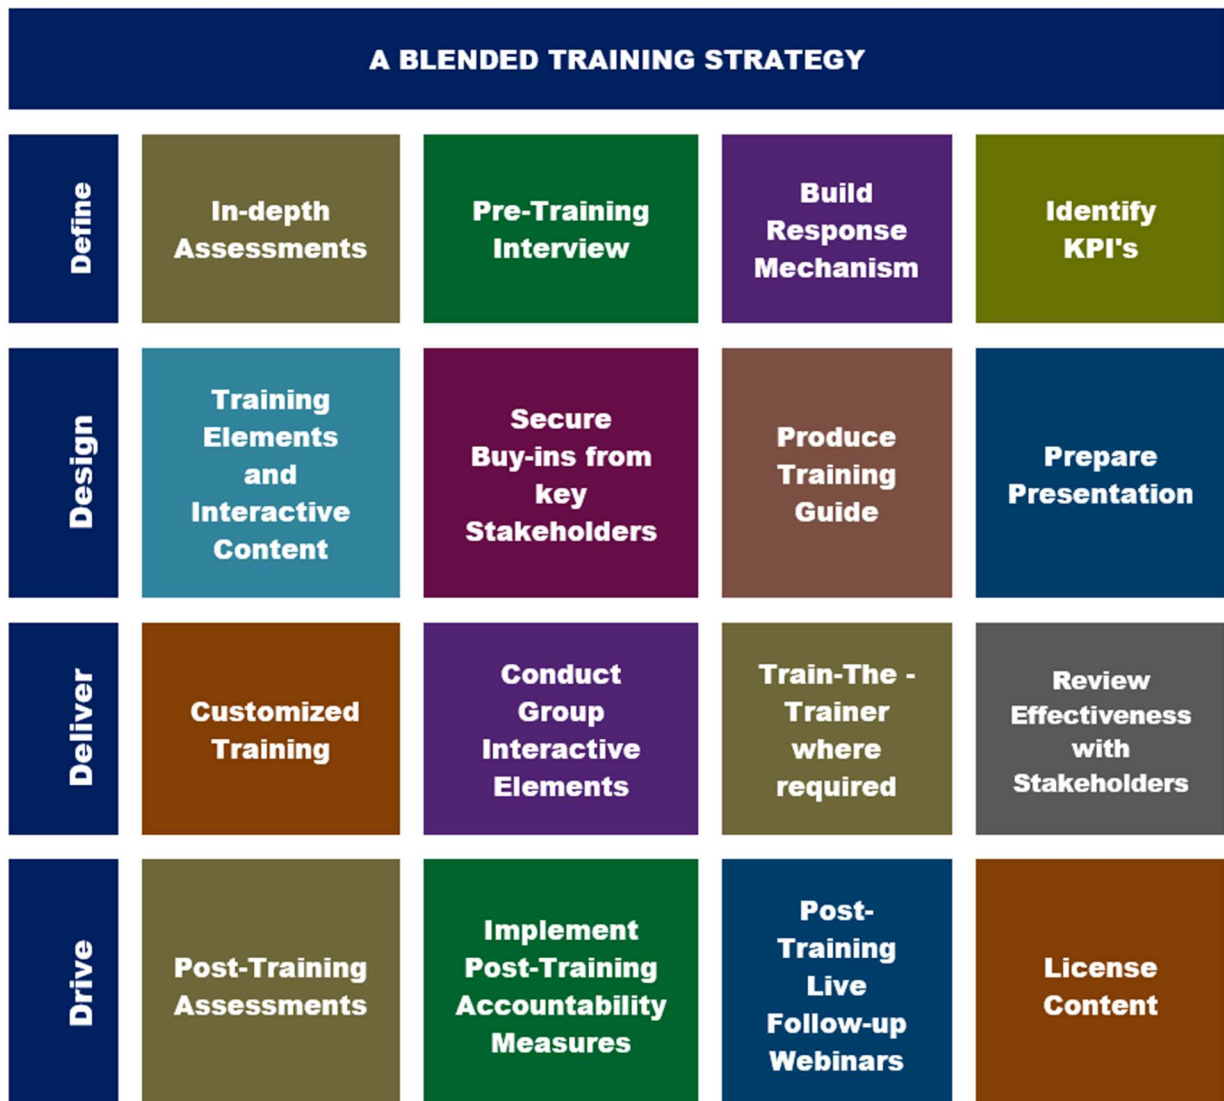 A BLENDED TRAINING STRATEGY
Define
In-depth
Assessments
Pre-Training
Interview
Build
Response
Mechanism
Identify
KPI's
Design
Training
Elements
and
Interactive
Content
Secure
Buy-ins from
key
Stakeholders
Produce
Training
Guide
Prepare
Presentation
Deliver
Customized
Training
Conduct
Group
Interactive
Elements
Train-The -
Trainer
where
required
Review
Effectiveness
with
Stakeholders
Drive
Post-Training
Assessments
Implement
Post-Training
Accountability
Measures
Post-
Training
Live
Follow-up
Webinars
License
Content